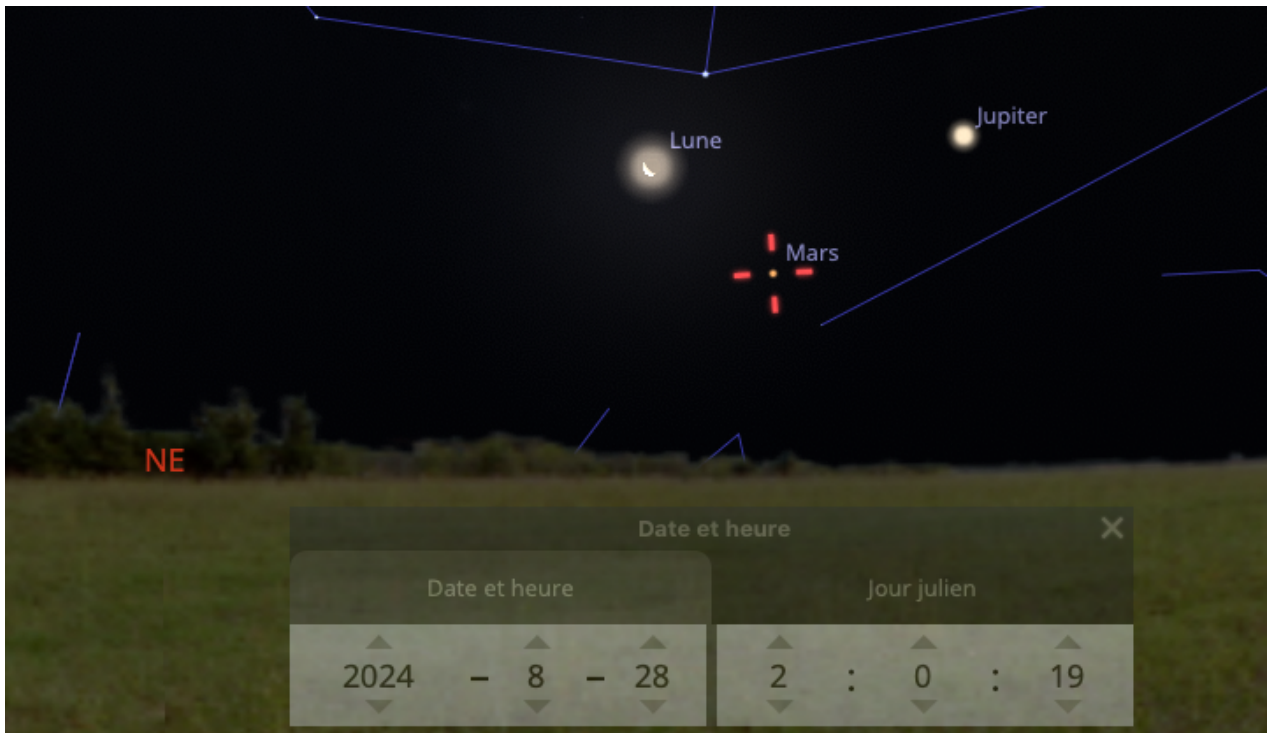 Jupiter
Lune
Mars
NE
Date et heure
Date et heure Jour julien
2024 – 8 – 28 2 : 0 : 19